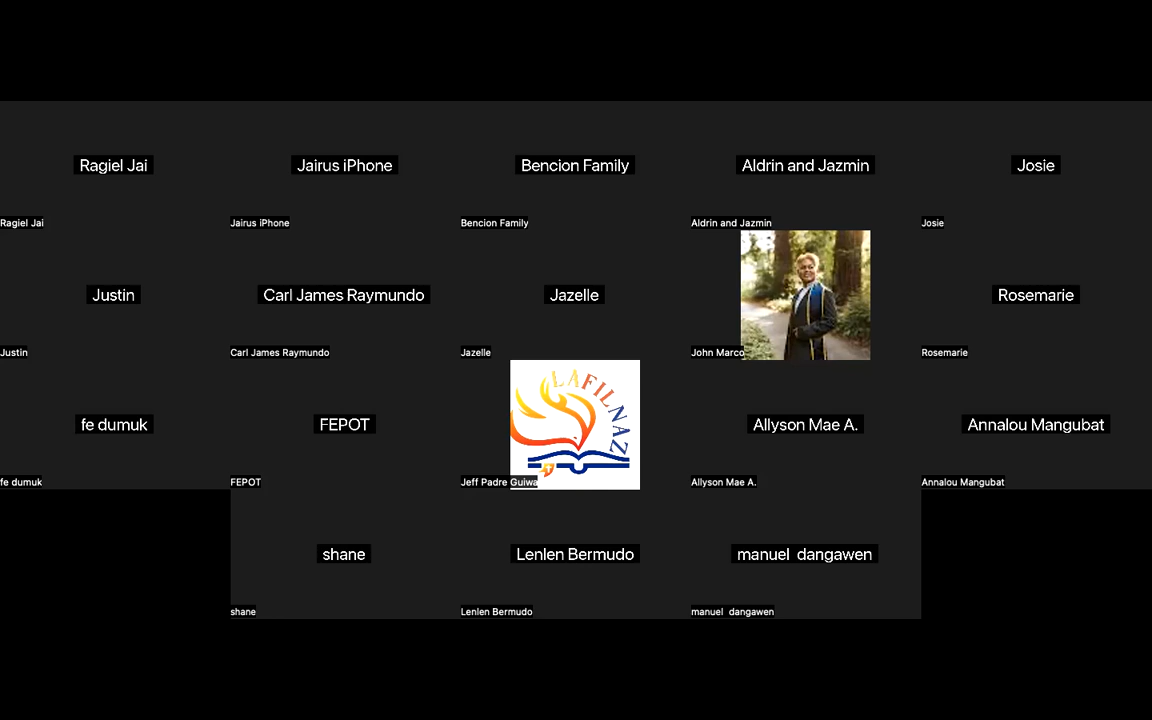 Ragiel Jai
Jairus iPhone
Bencion Family
Aldrin and Jazmin
Josie
Ragiel Jai
Jairus iPhone
Bencion Family
Aldrin and Jazmin
Josie
Justin
Carl James Raymundo
Jazelle
Rosemarie
Justin
Carl James Raymundo
Jazelle
John Marco
Rosemarie
fe dumuk
FEPOT
LAFILNAZ
Allyson Mae A.
Annalou Mangubat
fe dumuk
FEPOT
Jeff Padre Guiwa
Allyson Mae A.
Annalou Mangubat
shane
Lenlen Bermudo
manuel  dangawen
shane
Lenlen Bermudo
manuel  dangawen